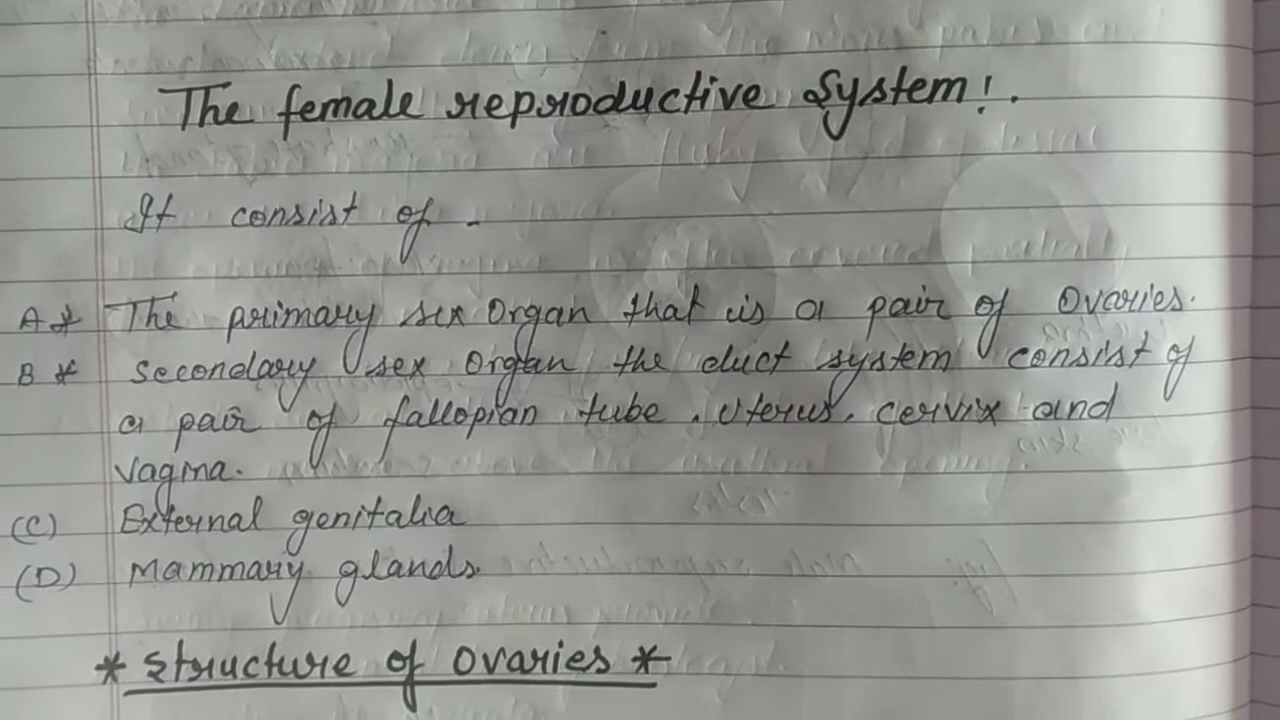 The female reproductive System!.
It consist of -
A* The primary sex Organ that is a pair of Ovaries.
B * secondary sex organ the duct system consist of
a pair of fallopian tube, Uterus, cervix and
vagina.
(C) External genitalia
(D) Mammary glands.
* structure of ovaries *